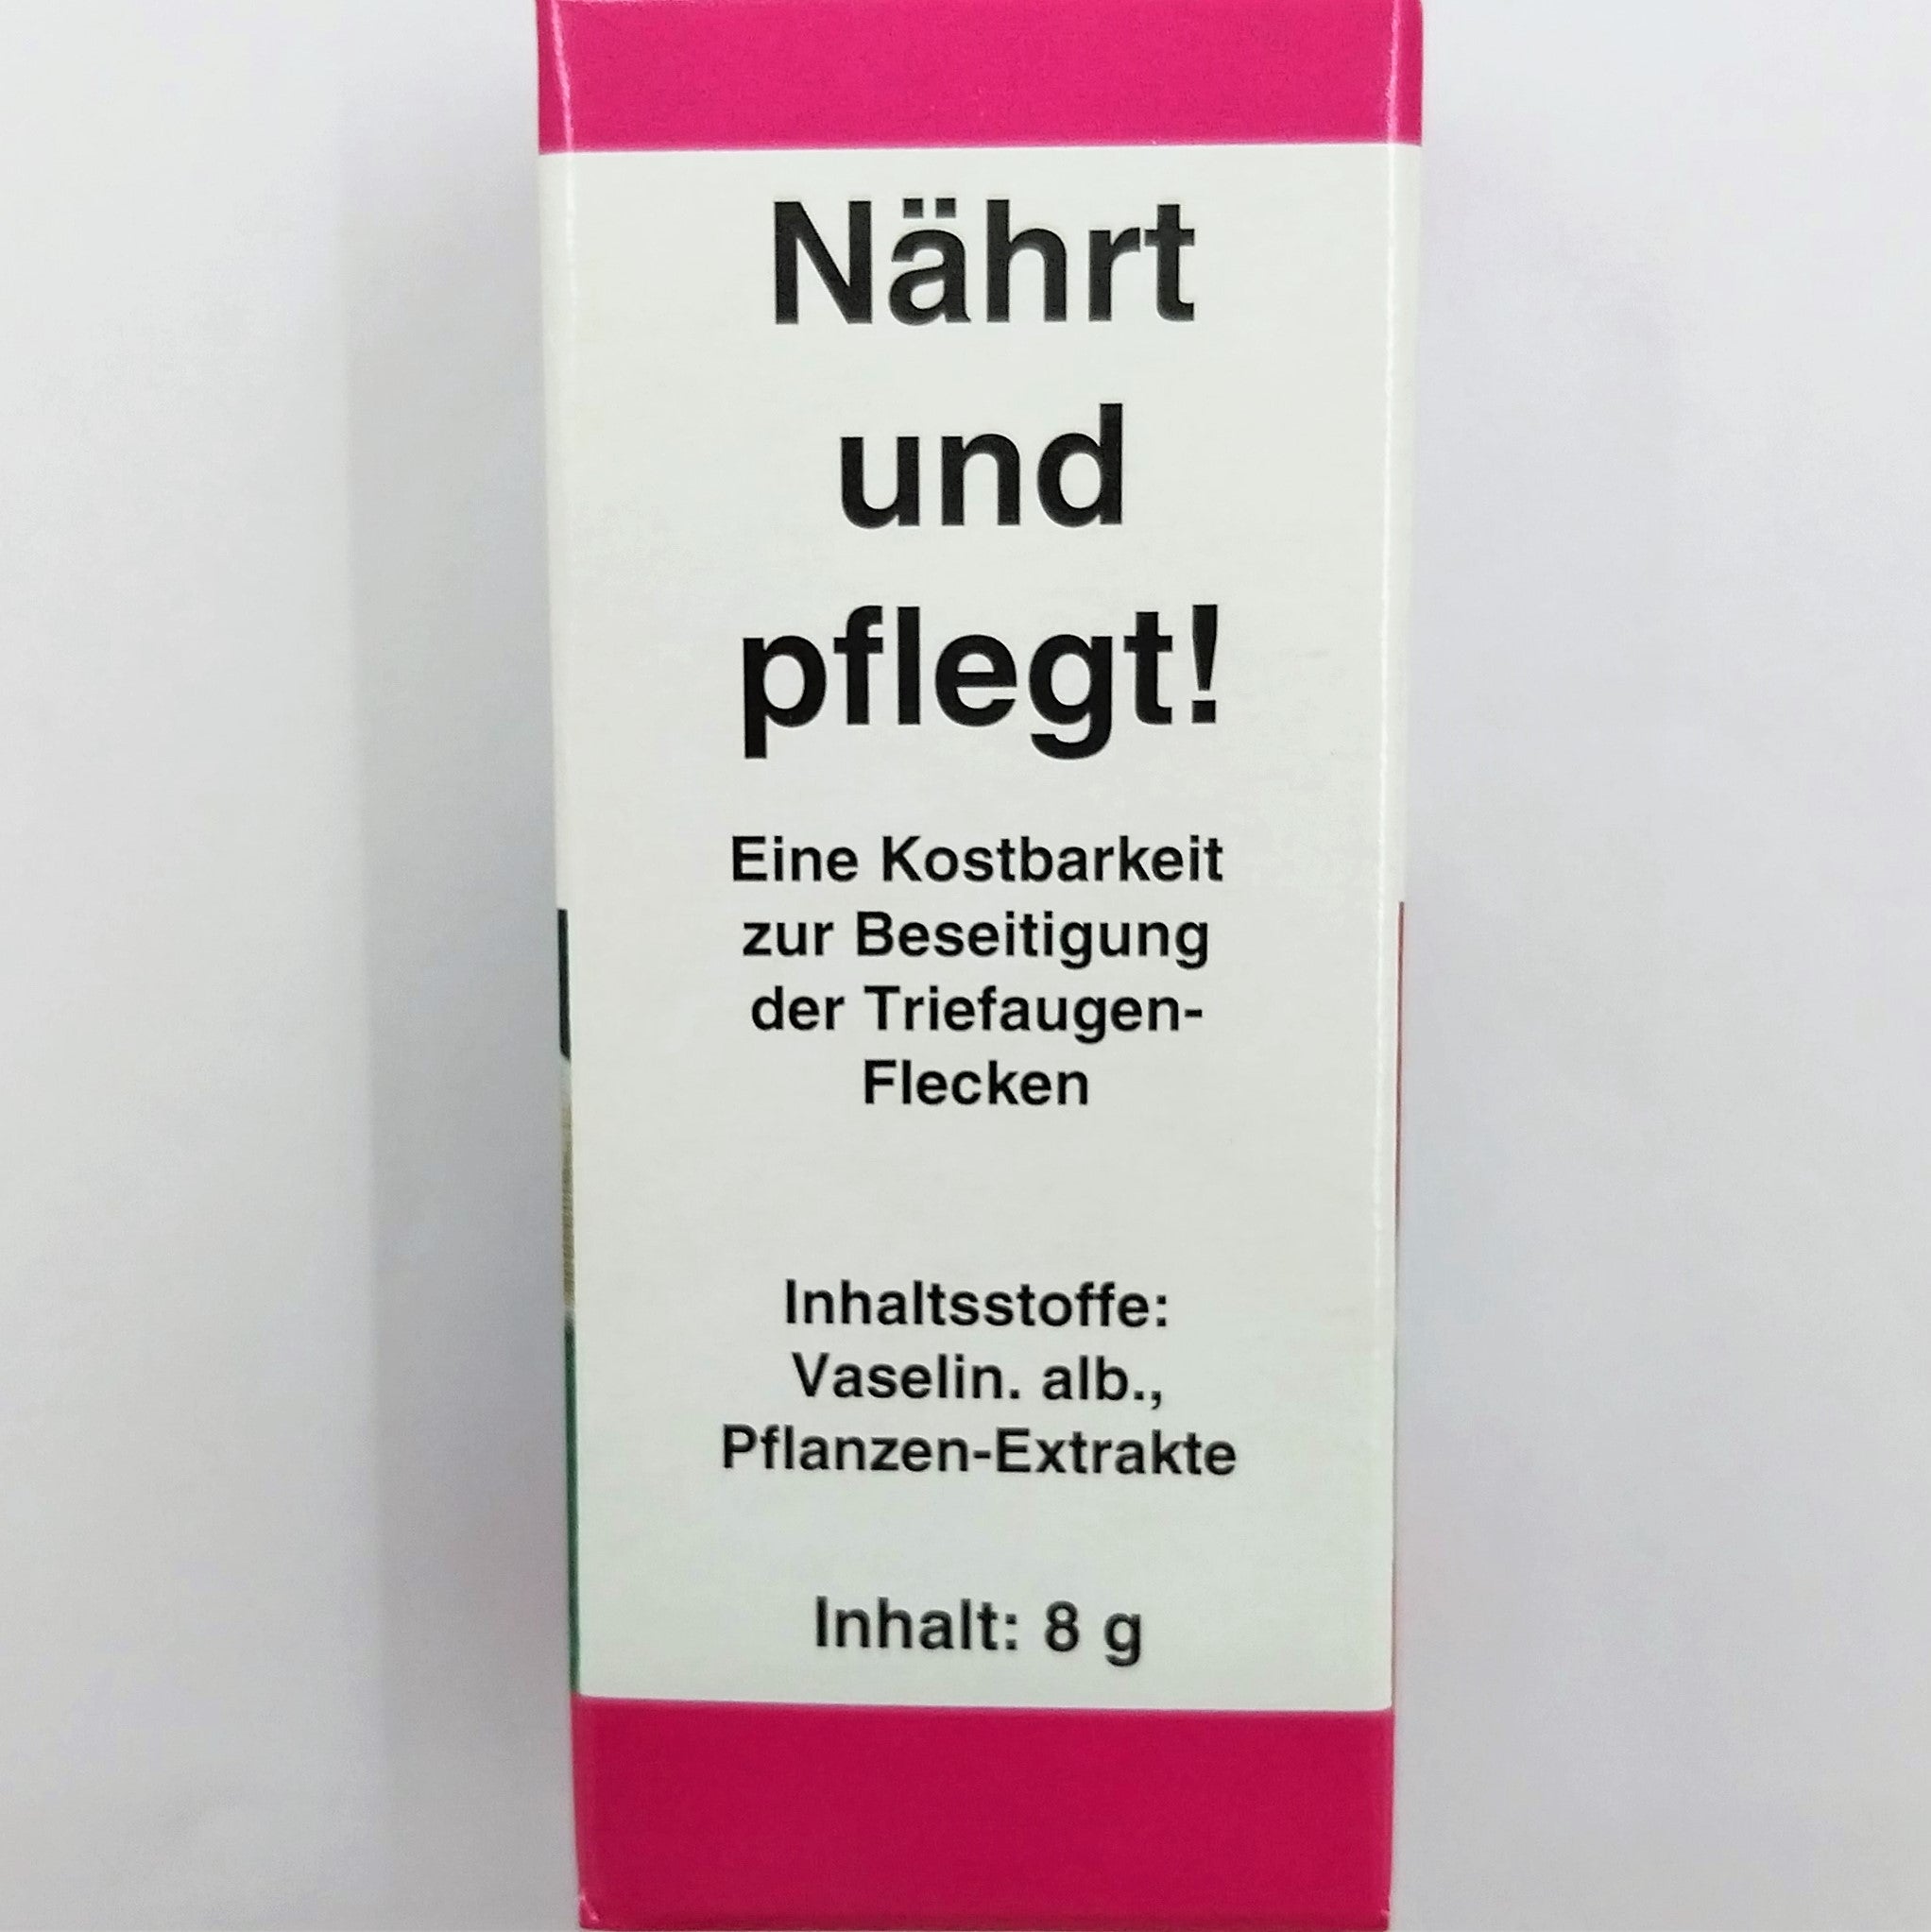 Nährt
und
pflegt!
Eine Kostbarkeit
zur Beseitigung
der Triefaugen-
Flecken
Inhaltsstoffe:
Vaselin. alb.,
Pflanzen-Extrakte
Inhalt: 8 g